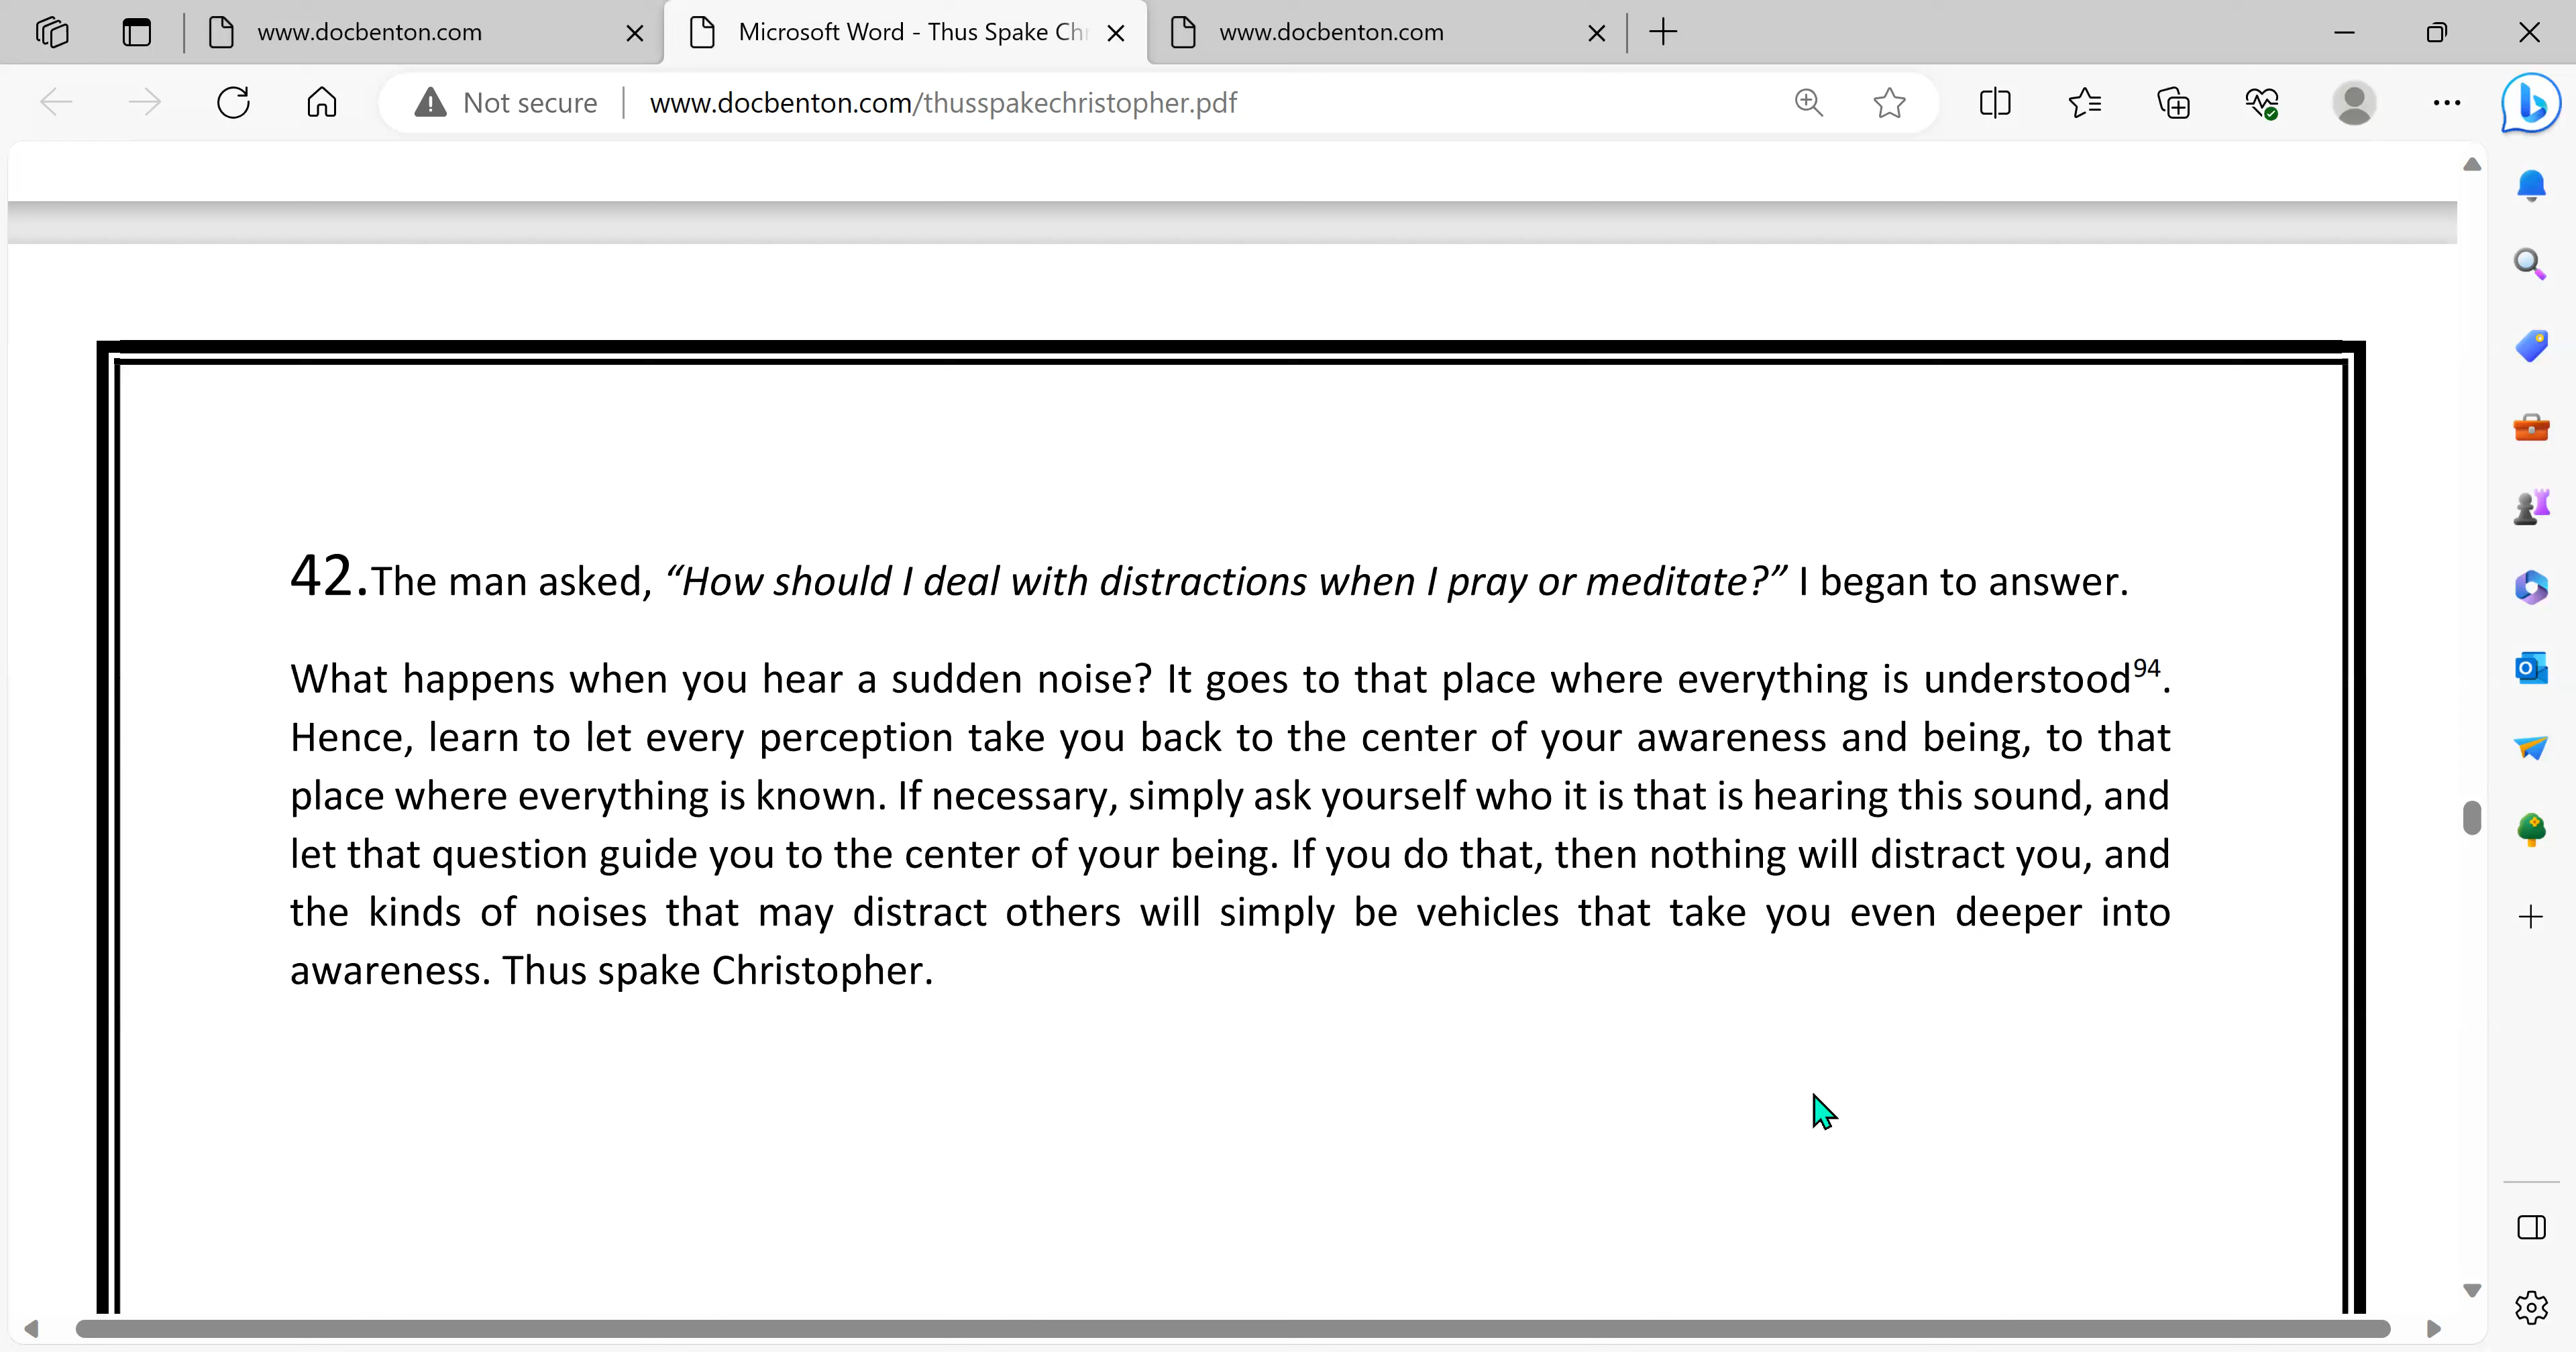 www.docbenton.com
Microsoft Word - Thus Spake Ch
www.docbenton.com
Not secure
www.docbenton.com/thusspakechristopher.pdf
42.The man asked, “How should I deal with distractions when I pray or meditate?” I began to answer.
What happens when you hear a sudden noise? It goes to that place where everything is understood94.
Hence, learn to let every perception take you back to the center of your awareness and being, to that
place where everything is known. If necessary, simply ask yourself who it is that is hearing this sound, and
let that question guide you to the center of your being. If you do that, then nothing will distract you, and
the kinds of noises that may distract others will simply be vehicles that take you even deeper into
awareness. Thus spake Christopher.